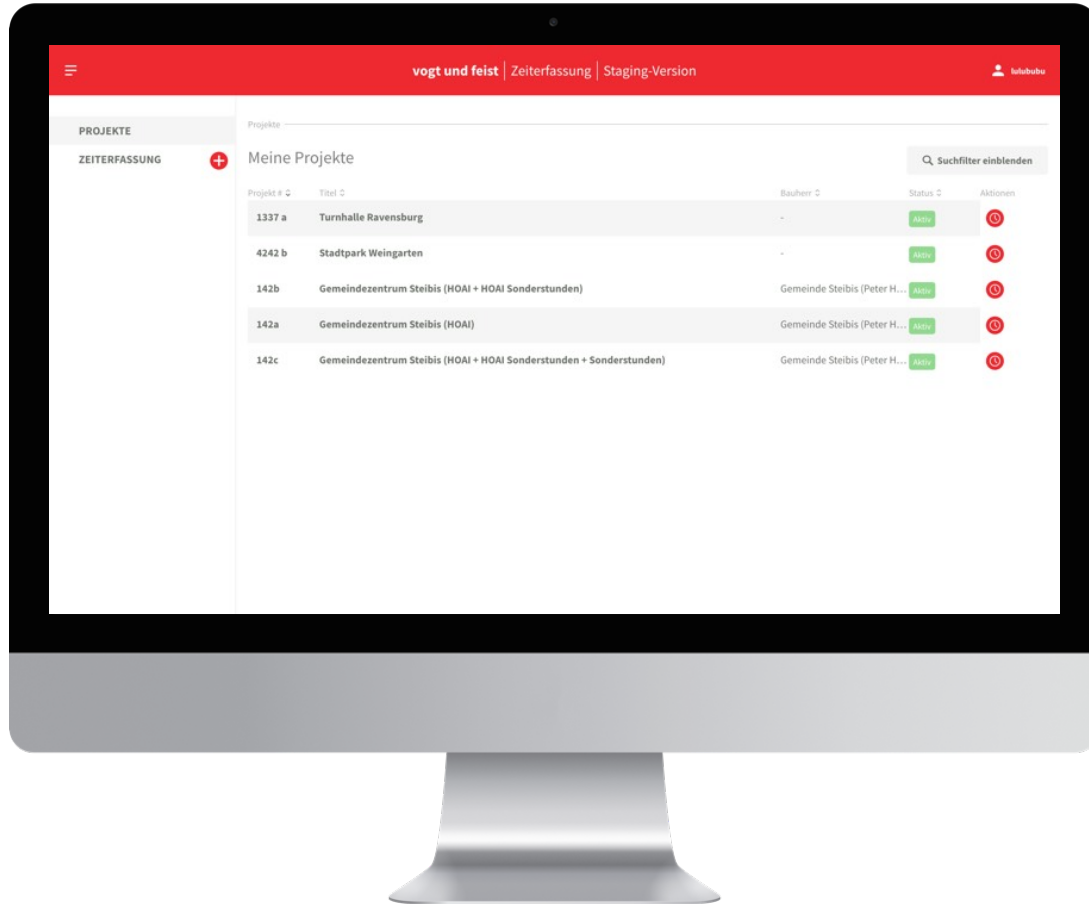 vogt und feist | Zeiterfassung | Staging-Version
lulububu
PROJEKTE
ZEITERFASSUNG
Projekte
Meine Projekte
Suchfilter einblenden
Projekt # Titel Bauherr Status Aktionen
1337 a Turnhalle Ravensburg - Aktiv
4242 b Stadtpark Weingarten - Aktiv
142b Gemeindezentrum Steibis (HOAI + HOAI Sonderstunden) Gemeinde Steibis (Peter H... Aktiv
142a Gemeindezentrum Steibis (HOAI) Gemeinde Steibis (Peter H... Aktiv
142c Gemeindezentrum Steibis (HOAI + HOAI Sonderstunden + Sonderstunden) Gemeinde Steibis (Peter H... Aktiv